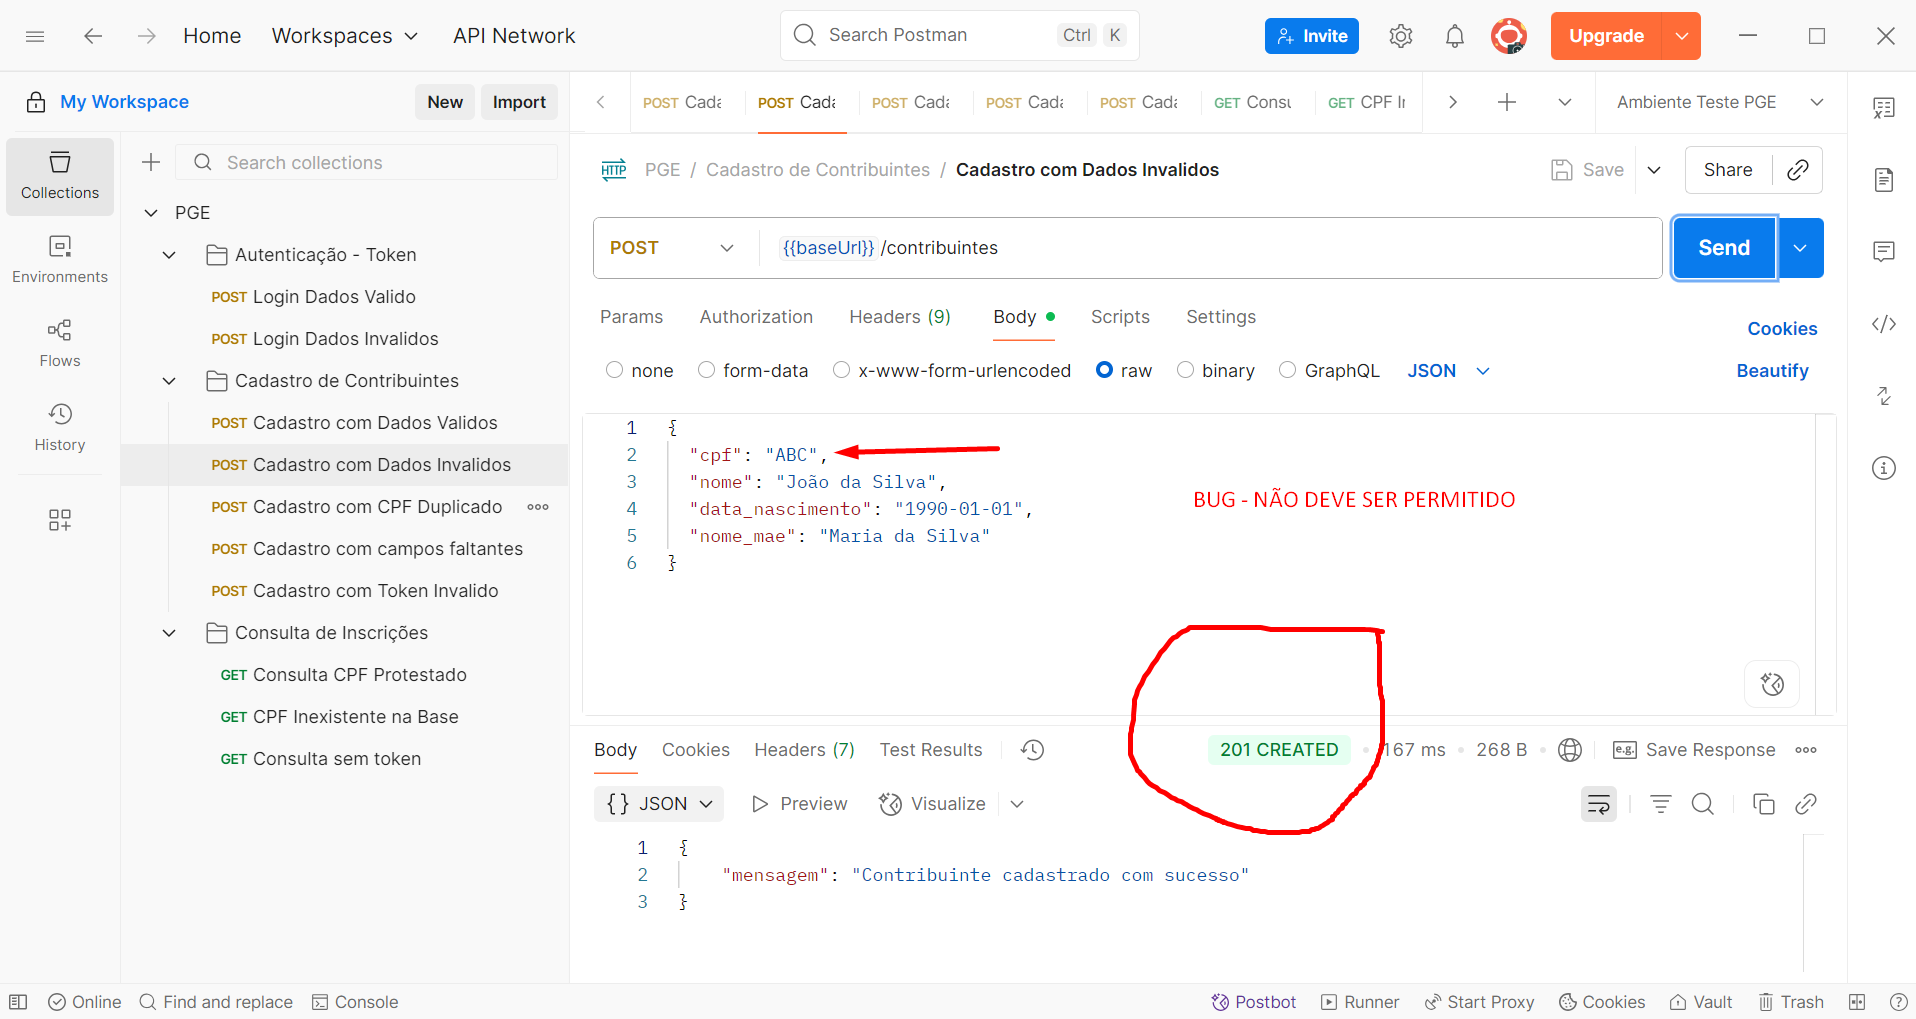 Home Workspaces API Network Search Postman Ctrl K Invite Upgrade
My Workspace New Import
POST Cada POST Cada POST Cada POST Cada POST Cada GET Consu GET CPF Ir Ambiente Teste PGE
Collections
Environments
Flows
History
Search collections
PGE
Autenticação - Token
POST Login Dados Valido
POST Login Dados Invalidos
Cadastro de Contribuintes
POST Cadastro com Dados Validos
POST Cadastro com Dados Invalidos
POST Cadastro com CPF Duplicado
POST Cadastro com campos faltantes
POST Cadastro com Token Invalido
Consulta de Inscrições
GET Consulta CPF Protestado
GET CPF Inexistente na Base
GET Consulta sem token
HTTP PGE / Cadastro de Contribuintes / Cadastro com Dados Invalidos Save Share
POST {{baseUrl}} /contribuintes Send
Params Authorization Headers (9) Body Scripts Settings Cookies
none form-data x-www-form-urlencoded raw binary GraphQL JSON Beautify
1 {
2 "cpf": "ABC",
3 "nome": "João da Silva",
4 "data_nascimento": "1990-01-01",
5 "nome_mae": "Maria da Silva"
6 }
BUG - NÃO DEVE SER PERMITIDO
Body Cookies Headers (7) Test Results 201 CREATED 167 ms 268 B e.g. Save Response
{} JSON Preview Visualize
1 {
2 "mensagem": "Contribuinte cadastrado com sucesso"
3 }
Online Find and replace Console Postbot Runner Start Proxy Cookies Vault Trash